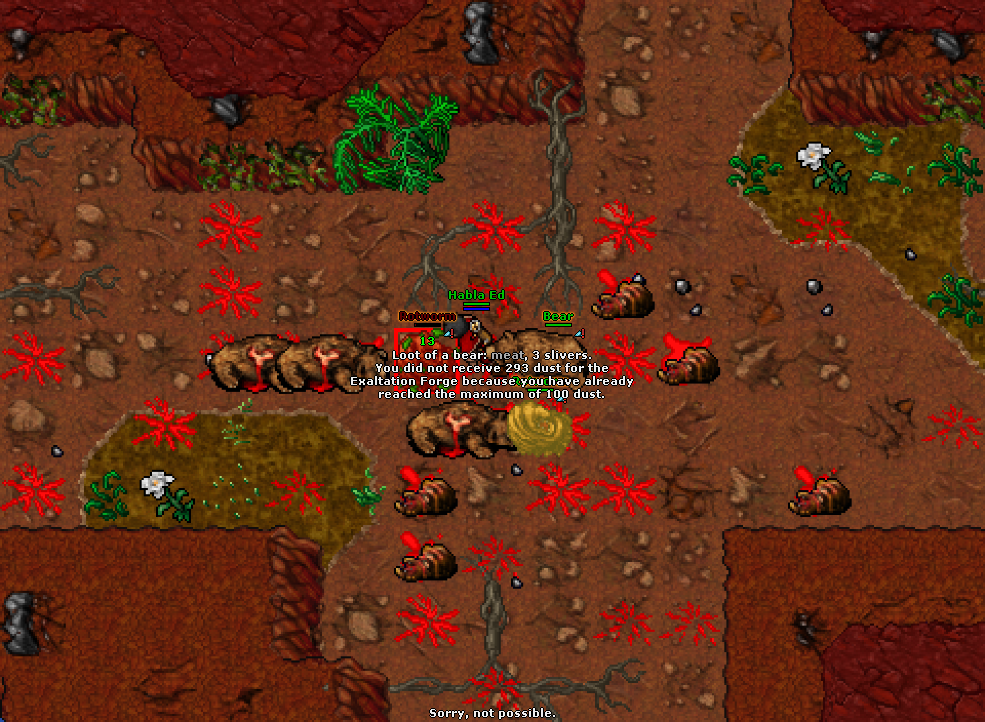 Habla Ed
Rotworm
Bear
13
Loot of a bear: meat, 3 slivers.
You did not receive 293 dust for the
Exaltation Forge because you have already
reached the maximum of 100 dust.
Sorry, not possible.